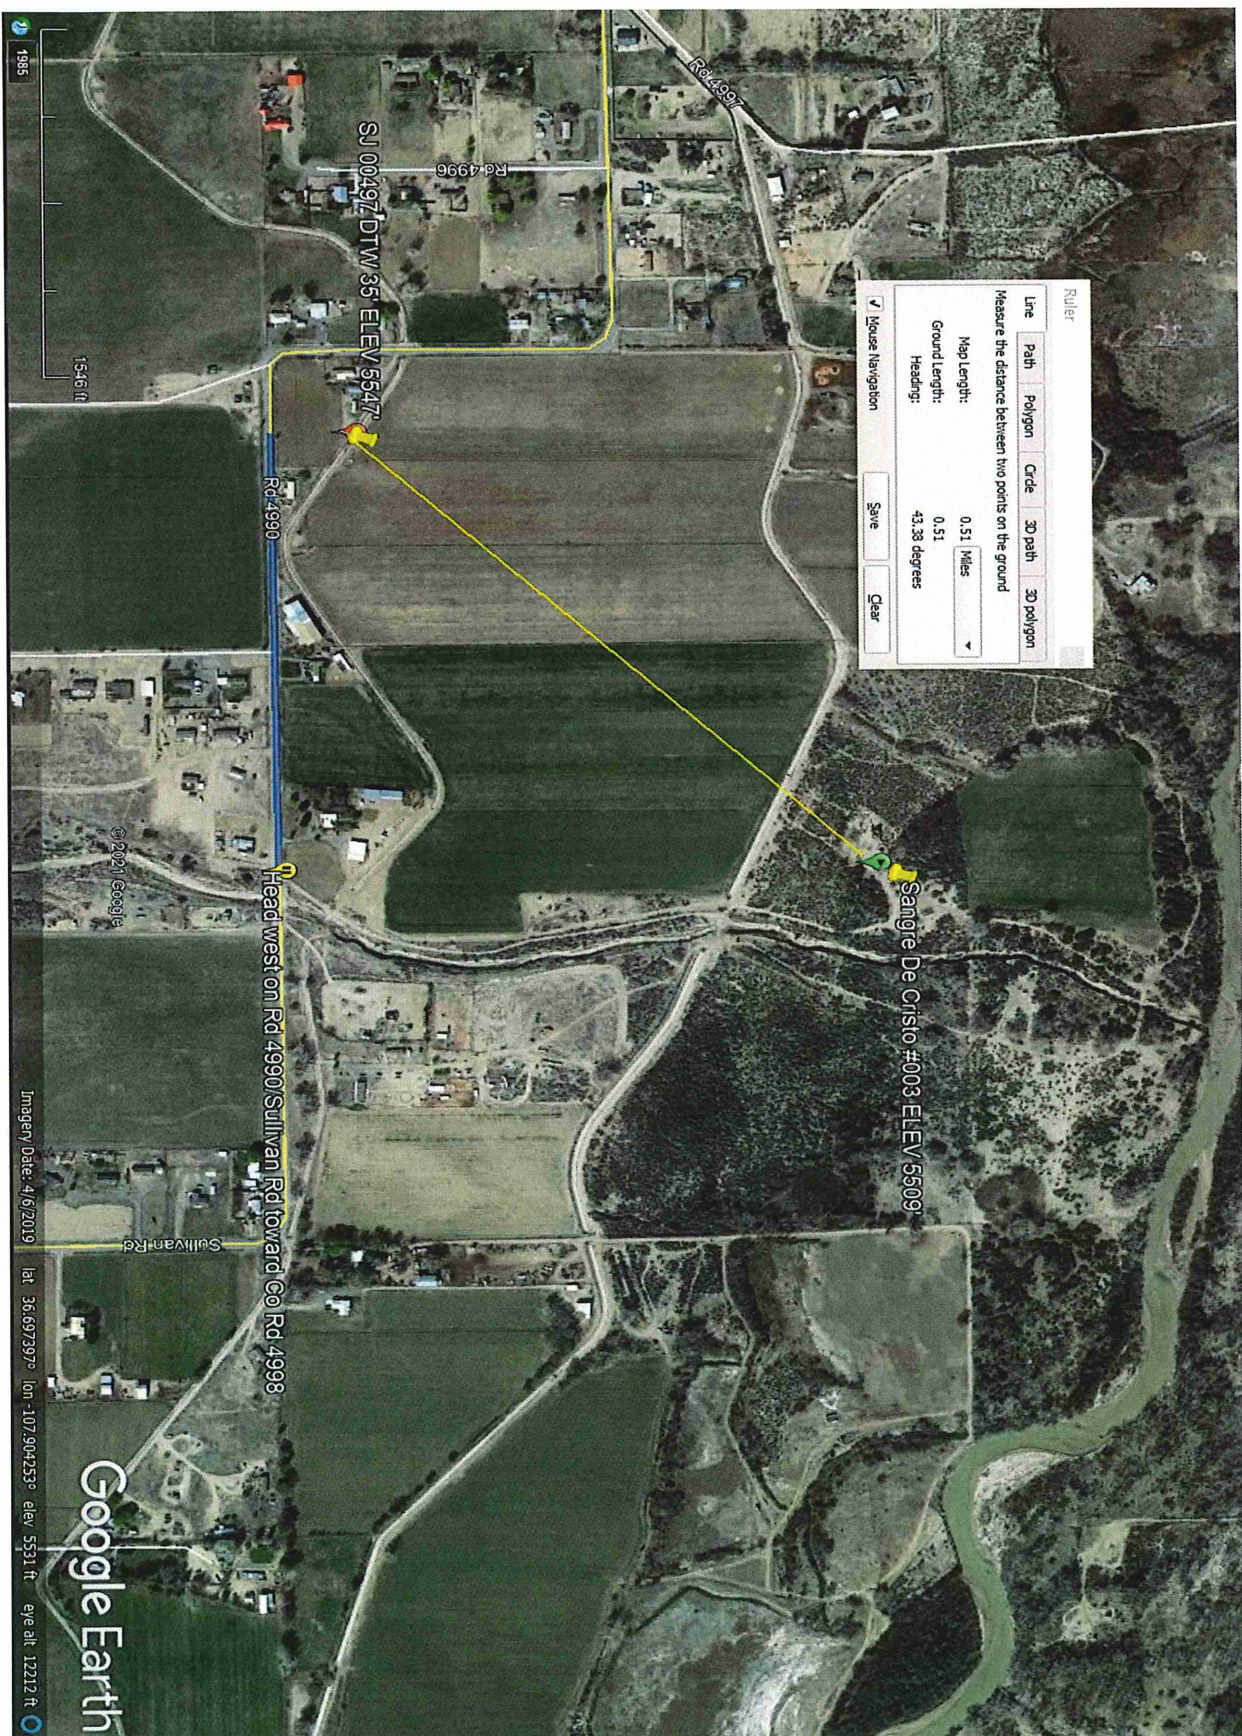 Ruler
Line Path Polygon Circle 3D path 3D polygon
Measure the distance between two points on the ground
Map Length: 0.51 Miles
Ground Length: 0.51
Heading: 43.38 degrees
Mouse Navigation Save Clear
Rd 4997
Sangre De Cristo #003 ELEV 5509'
Rd 4996
SJ 00497 DTW 35' ELEV 5547'
Rd 4990
Head west on Rd 4990/Sullivan Rd toward Co Rd 4998
Sullivan Rd
© 2021 Google
1546 ft
Google Earth
1985
Imagery Date: 4/6/2019 lat 36.697397° lon -107.904253° elev 5531 ft eye alt 12212 ft